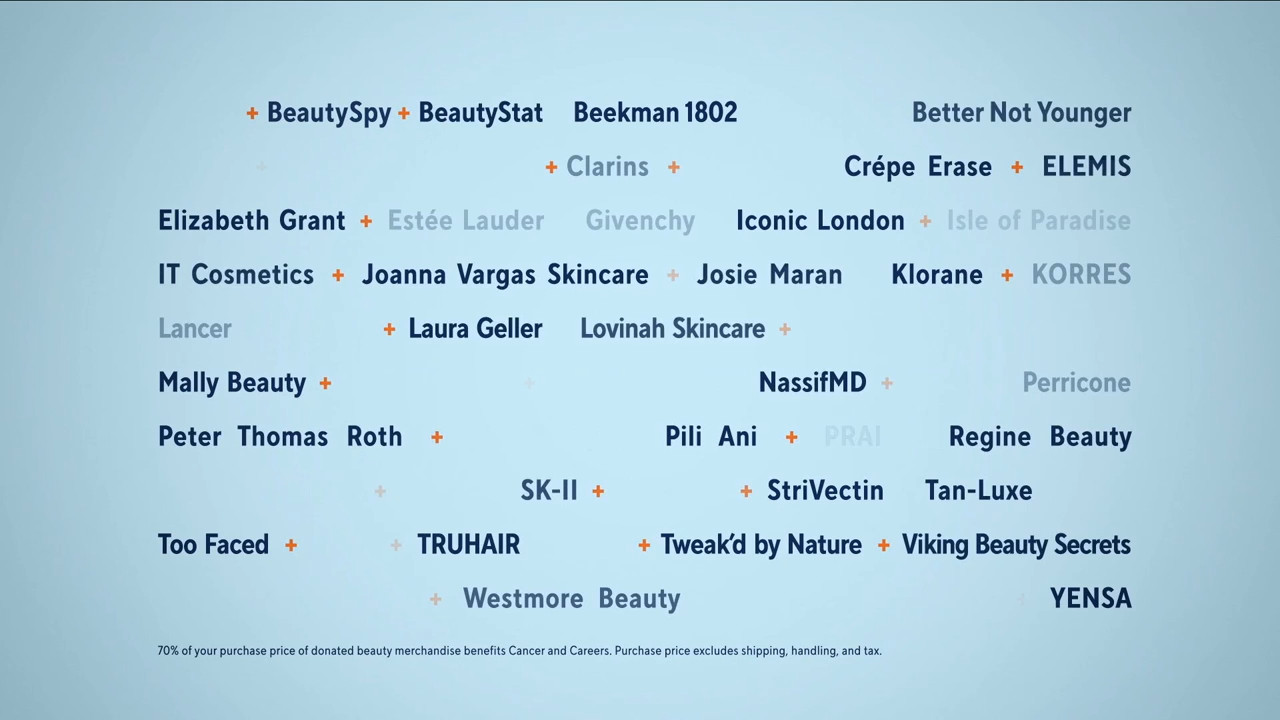 + BeautySpy + BeautyStat Beekman 1802 Better Not Younger
+ + Clarins + Crépe Erase + ELEMIS
Elizabeth Grant + Estée Lauder Givenchy Iconic London + Isle of Paradise
IT Cosmetics + Joanna Vargas Skincare + Josie Maran Klorane + KORRES
Lancer + Laura Geller Lovinah Skincare +
Mally Beauty + + NassifMD + Perricone
Peter Thomas Roth + Pili Ani + PRAI Regine Beauty
+ SK-II + + StriVectin Tan-Luxe
Too Faced + + TRUHAIR + Tweak'd by Nature + Viking Beauty Secrets
+ Westmore Beauty + YENSA
70% of your purchase price of donated beauty merchandise benefits Cancer and Careers. Purchase price excludes shipping, handling, and tax.